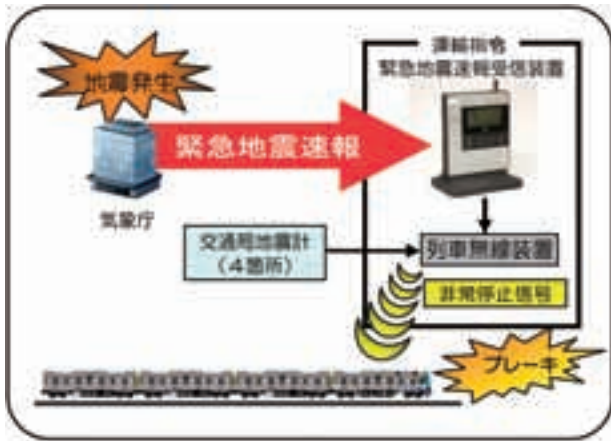 地震発生
運輸指令
緊急地震速報受信装置
緊急地震速報
気象庁
交通局地震計
(4箇所)
列車無線装置
非常停止信号
ブレーキ